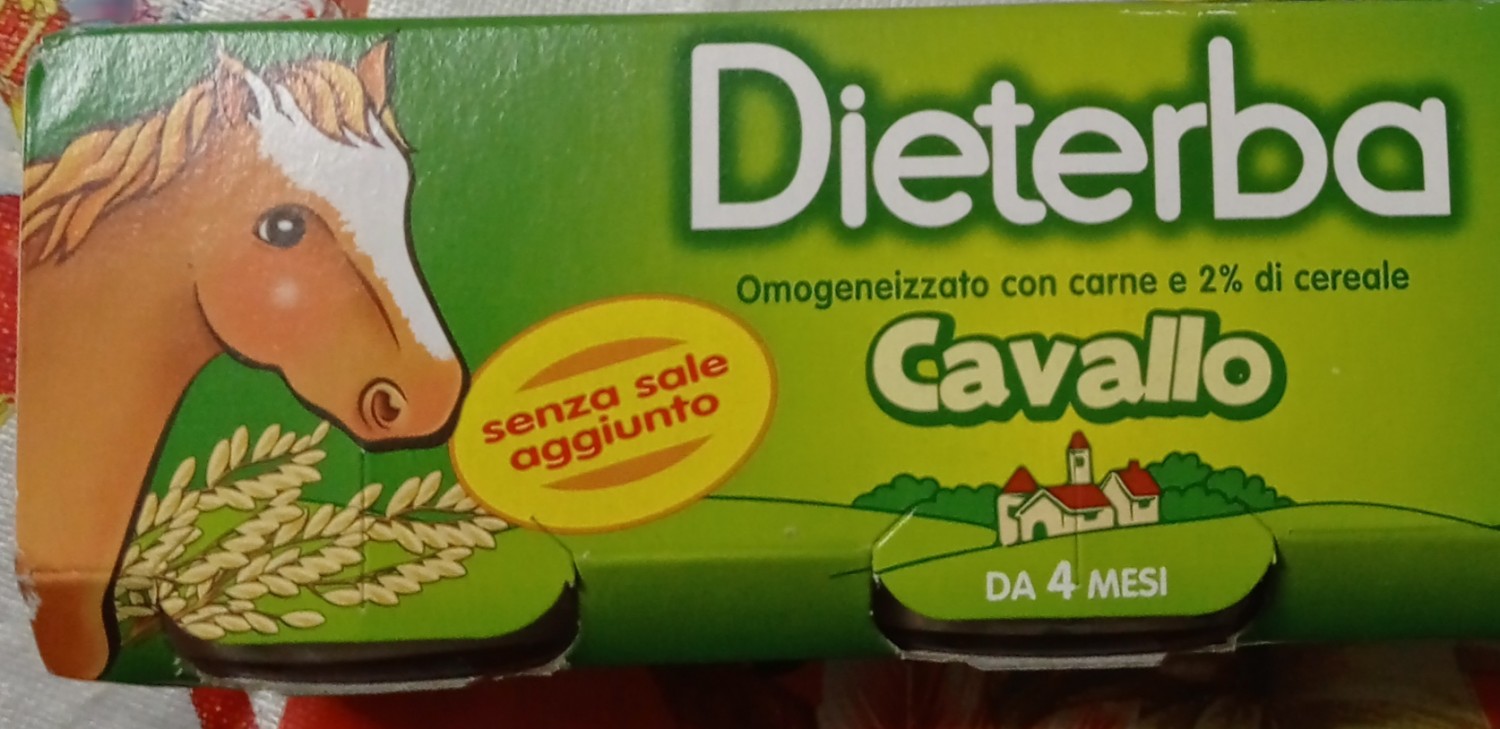 Dieterba
Omogeneizzato con carne e 2% di cereale
Cavallo
senza sale
aggiunto
DA 4 MESI